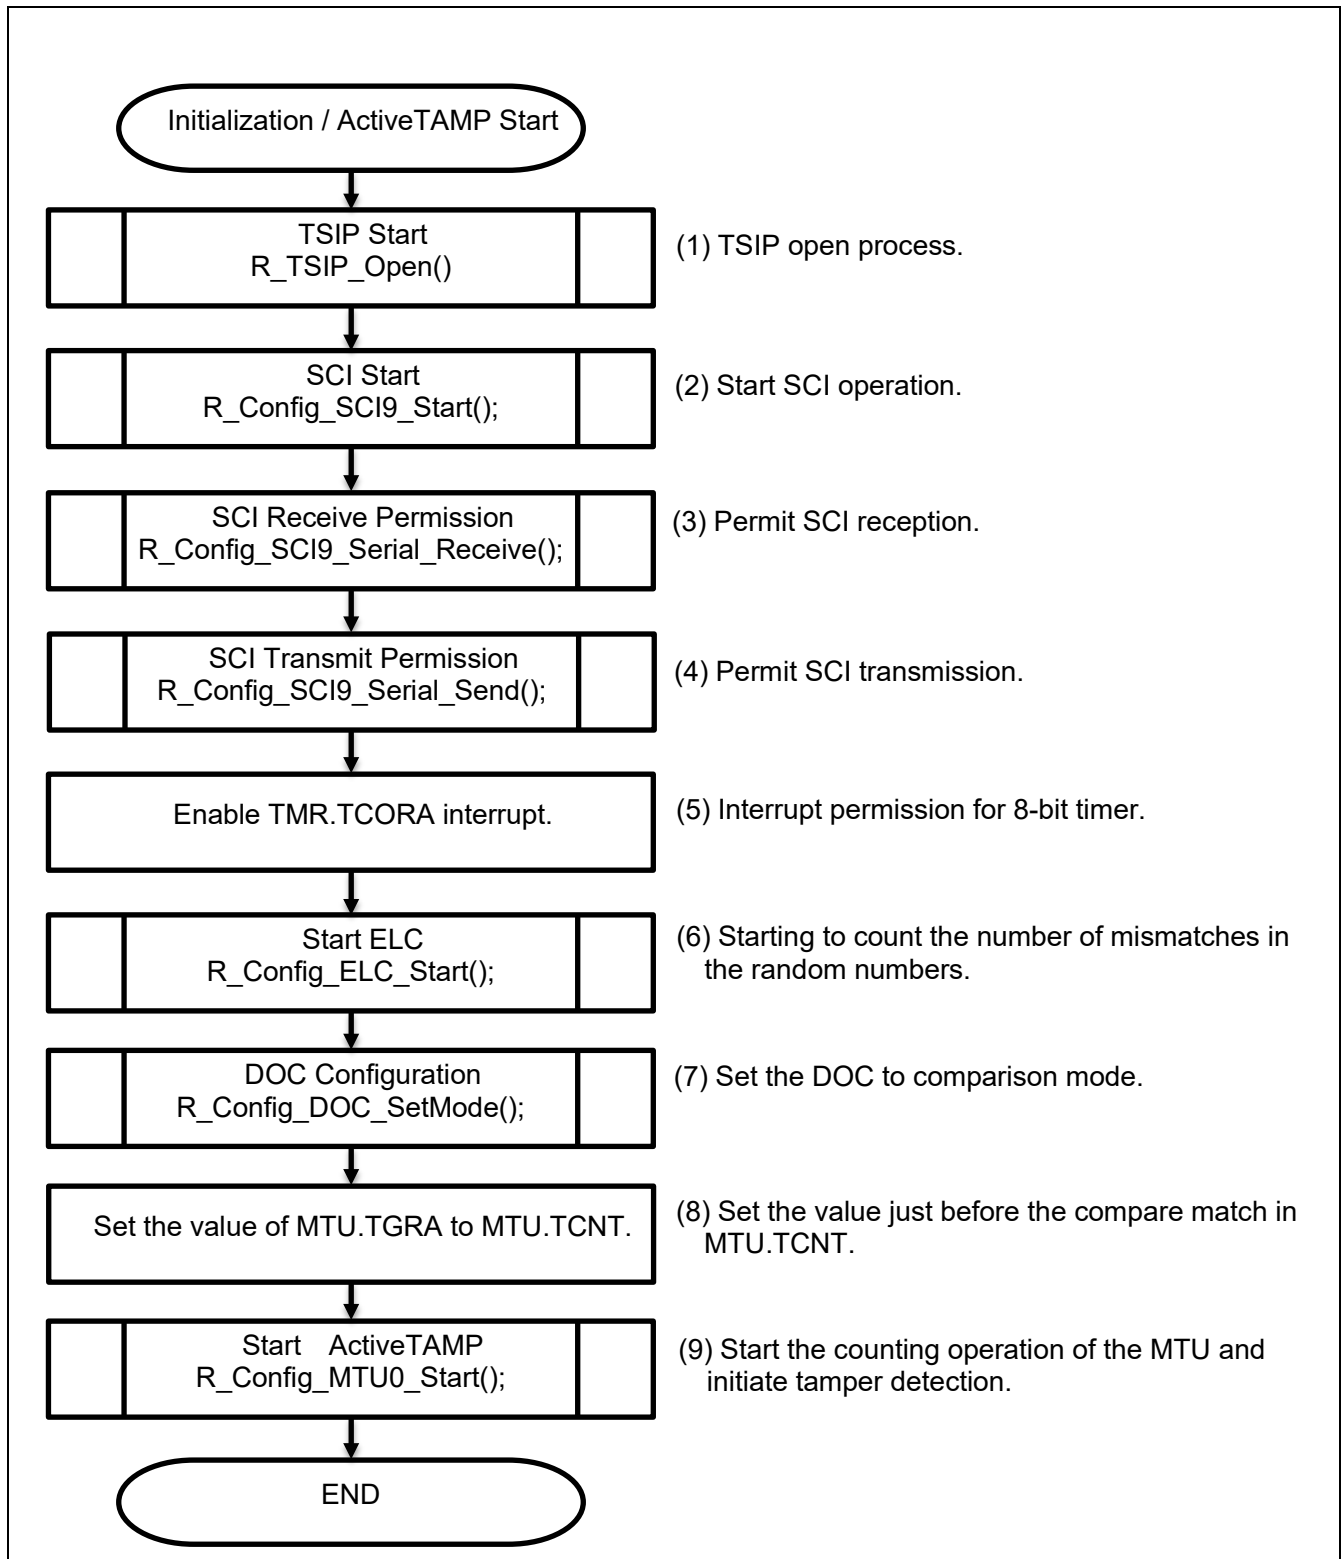 Initialization / ActiveTAMP Start
TSIP Start
R_TSIP_Open()
(1) TSIP open process.
SCI Start
R_Config_SCI9_Start();
(2) Start SCI operation.
SCI Receive Permission
R_Config_SCI9_Serial_Receive();
(3) Permit SCI reception.
SCI Transmit Permission
R_Config_SCI9_Serial_Send();
(4) Permit SCI transmission.
Enable TMR.TCORA interrupt.
(5) Interrupt permission for 8-bit timer.
Start ELC
R_Config_ELC_Start();
(6) Starting to count the number of mismatches in
the random numbers.
DOC Configuration
R_Config_DOC_SetMode();
(7) Set the DOC to comparison mode.
Set the value of MTU.TGRA to MTU.TCNT.
(8) Set the value just before the compare match in
MTU.TCNT.
Start ActiveTAMP
R_Config_MTU0_Start();
(9) Start the counting operation of the MTU and
initiate tamper detection.
END